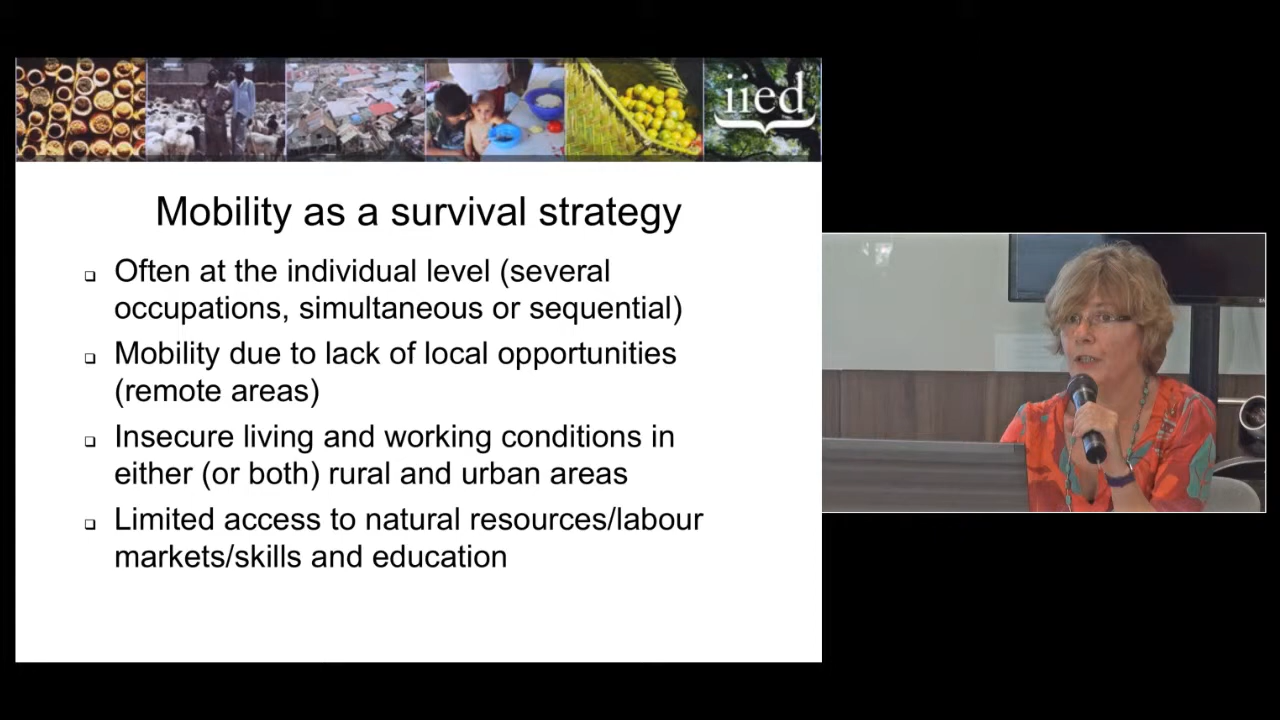 iied
Mobility as a survival strategy
Often at the individual level (several
occupations, simultaneous or sequential)
Mobility due to lack of local opportunities
(remote areas)
Insecure living and working conditions in
either (or both) rural and urban areas
Limited access to natural resources/labour
markets/skills and education